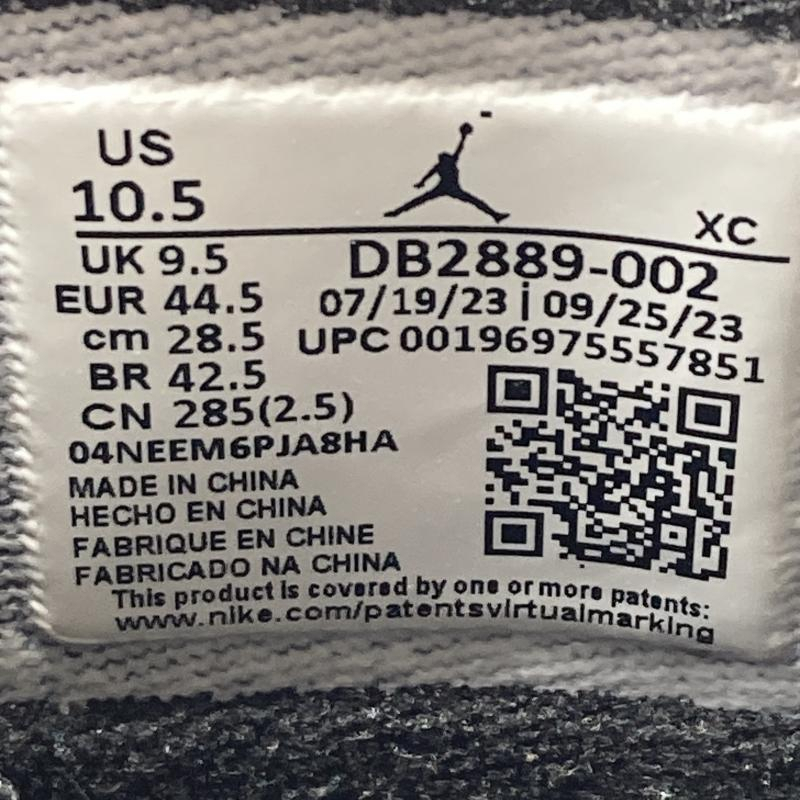 US
10.5
XC
UK 9.5
DB2889-002
EUR 44.5
07/19/23 | 09/25/23
cm 28.5
UPC 00196975557851
BR 42.5
CN 285(2.5)
04NEEM6PJA8HA
MADE IN CHINA
HECHO EN CHINA
FABRIQUE EN CHINE
FABRICADO NA CHINA
This product is covered by one or more patents:
www.nike.com/patentsvirtualmarking